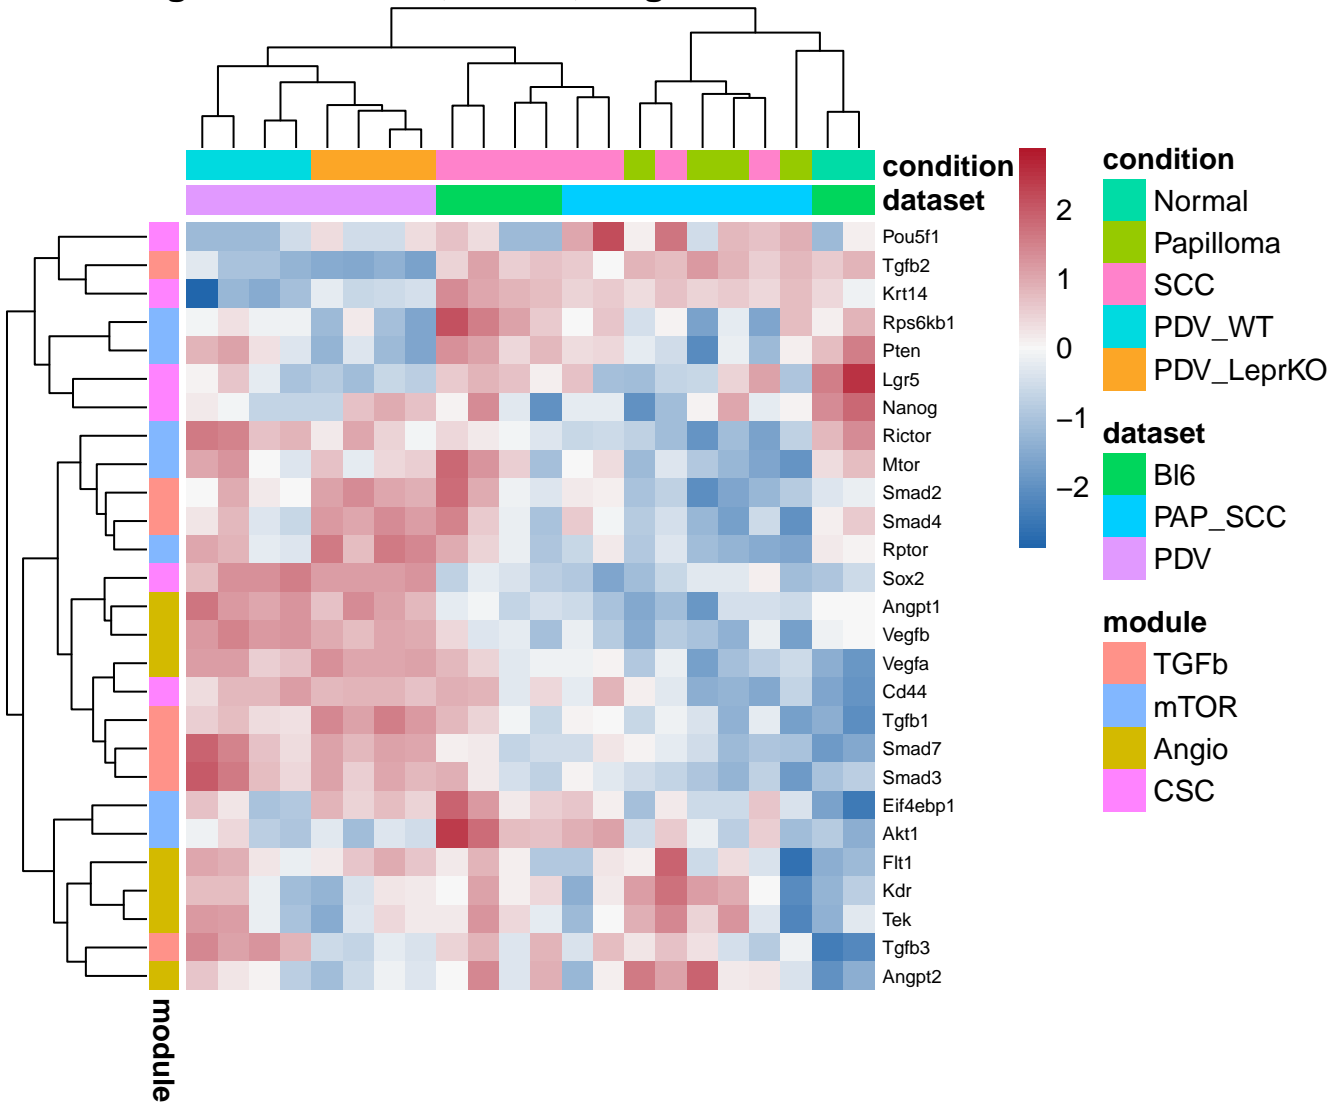 condition
dataset
Pou5f1
Tgfb2
Krt14
Rps6kb1
Pten
Lgr5
Nanog
Rictor
Mtor
Smad2
Smad4
Rptor
Sox2
Angpt1
Vegfb
Vegfa
Cd44
Tgfb1
Smad7
Smad3
Eif4ebp1
Akt1
Flt1
Kdr
Tek
Tgfb3
Angpt2
module
2
1
0
−1
−2
condition
Normal
Papilloma
SCC
PDV_WT
PDV_LeprKO
dataset
Bl6
PAP_SCC
PDV
module
TGFb
mTOR
Angio
CSC